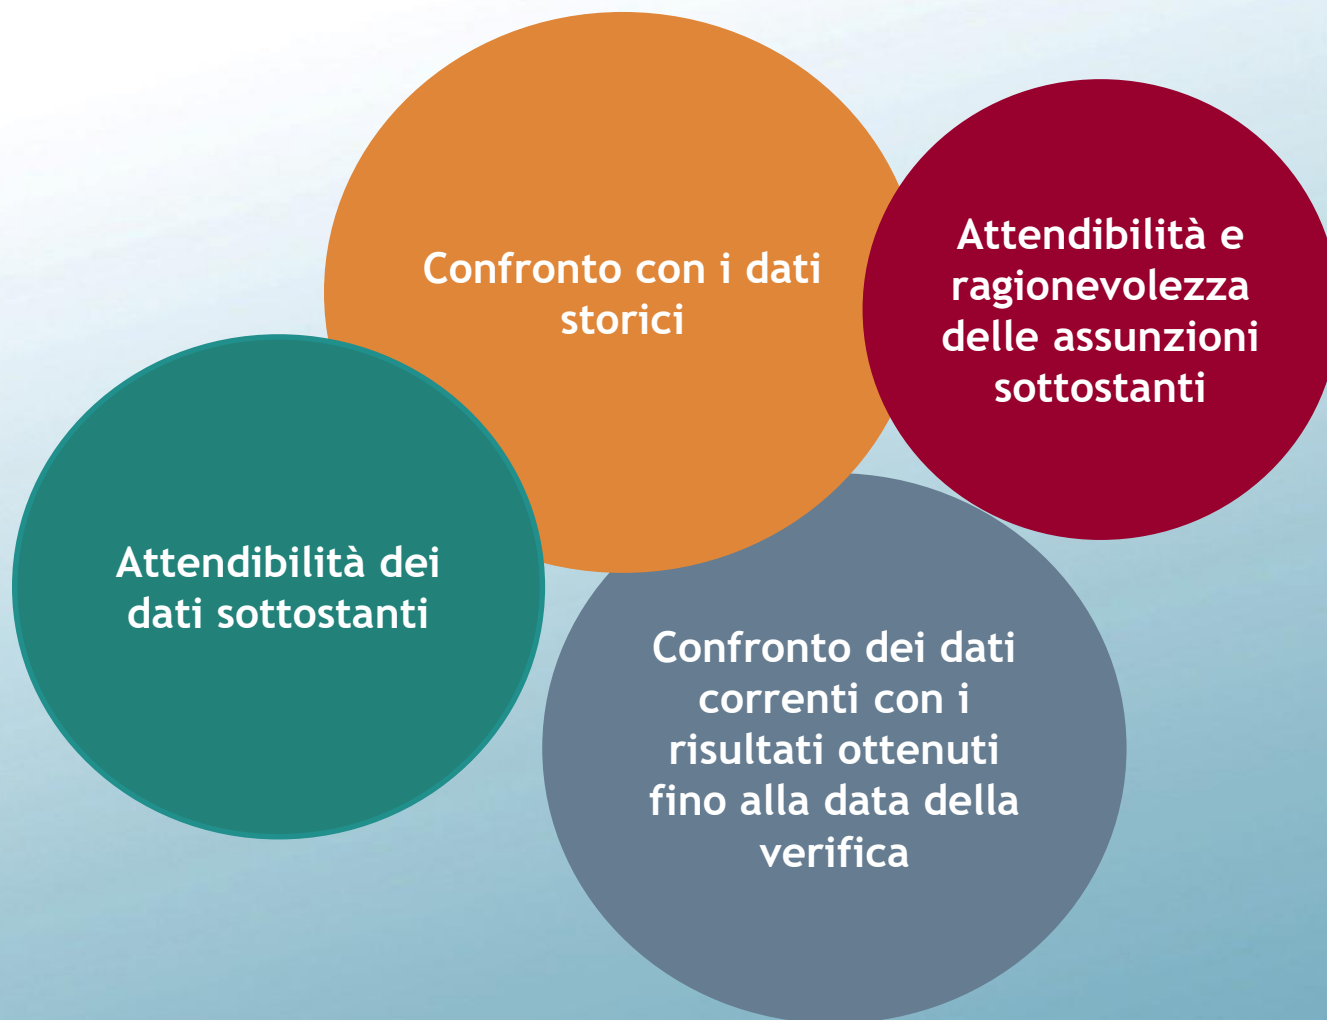 Confronto con i dati
storici
Attendibilità e
ragionevolezza
delle assunzioni
sottostanti
Attendibilità dei
dati sottostanti
Confronto dei dati
correnti con i
risultati ottenuti
fino alla data della
verifica